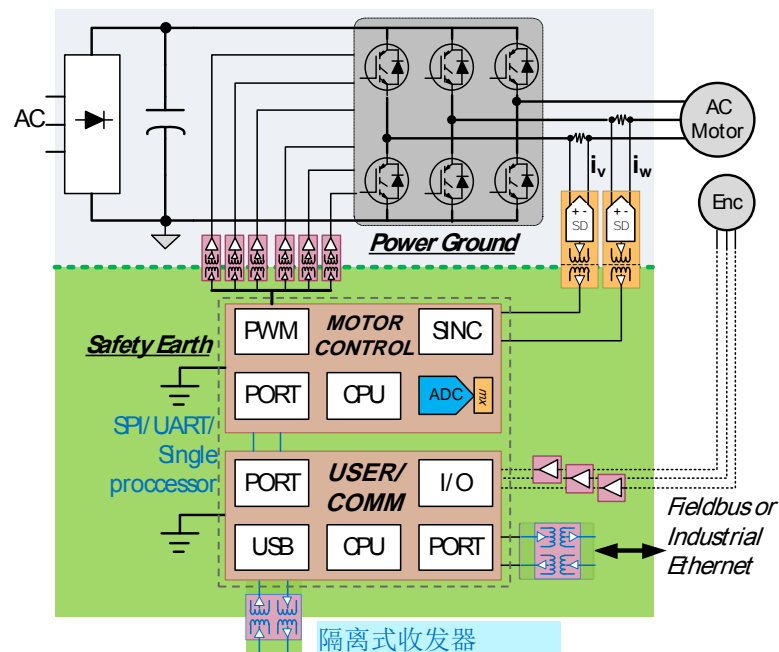 AC
AC
Motor
iv
iw
+ -
SD
+ -
SD
Enc
Power Ground
Safety Earth
PWM
MOTOR
CONTROL
SINC
PORT
CPU
ADC
mx
SPI/UART/
Single
proccessor
PORT
USER/
COMM
I/O
USB
CPU
PORT
Fieldbus or
Industrial
Ethernet
隔离式收发器